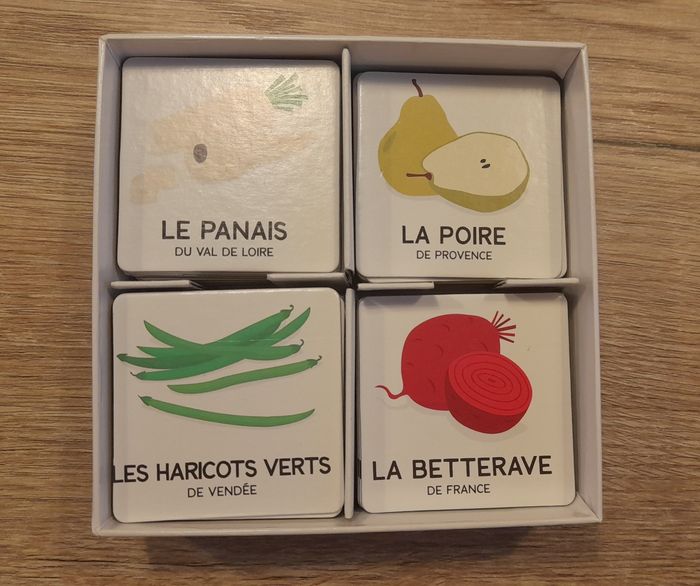 LE PANAIS
DU VAL DE LOIRE
LA POIRE
DE PROVENCE
LES HARICOTS VERTS
DE VENDÉE
LA BETTERAVE
DE FRANCE